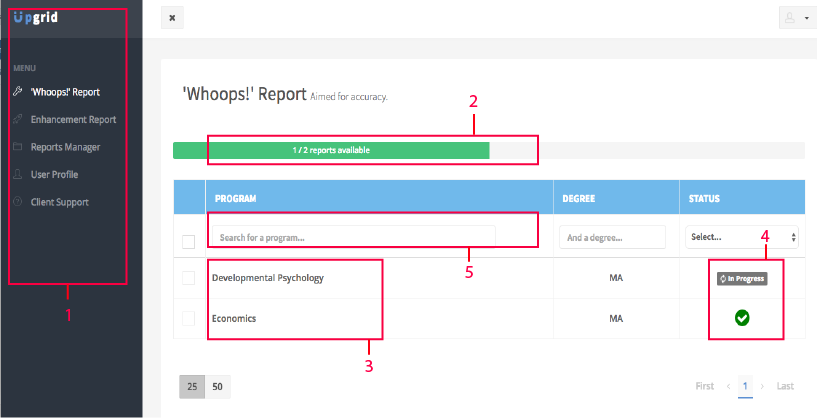 Upgrid
MENU
'Whoops!' Report
Enhancement Report
Reports Manager
User Profile
Client Support
1
×
'Whoops!' Report Aimed for accuracy.
2
1 / 2 reports available
PROGRAM DEGREE STATUS
Search for a program... And a degree... Select...
5
4
Developmental Psychology MA In Progress
Economics MA
3
25 50
First ‹ 1 › Last